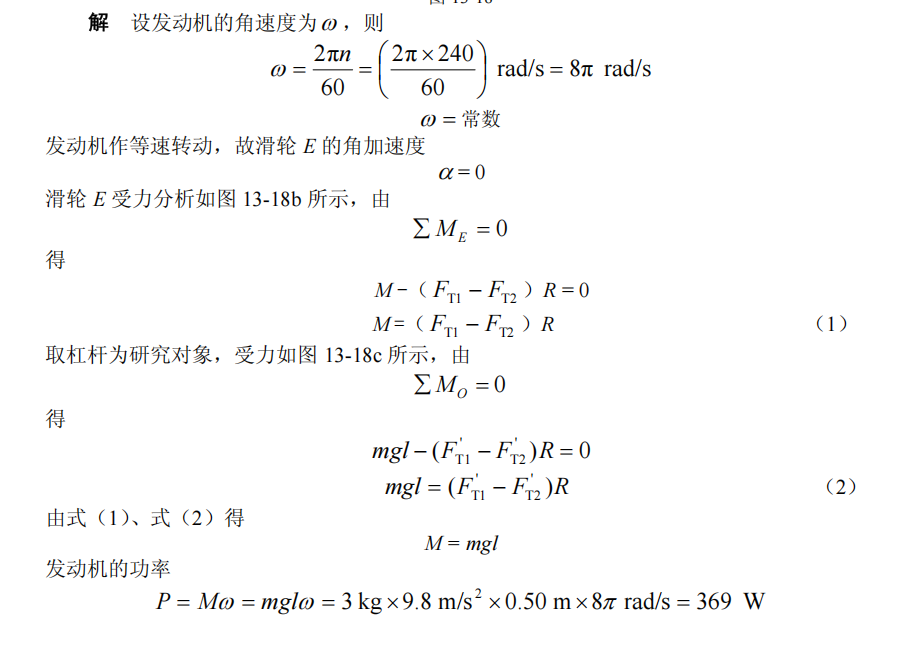 解 设发动机的角速度为ω，则
ω = 2πn/60 = (2π×240/60) rad/s = 8π rad/s
ω = 常数
发动机作等速转动，故滑轮 E 的角加速度
α = 0
滑轮 E 受力分析如图 13-18b 所示，由
∑M_E = 0
得
M −（F_T1 − F_T2）R = 0
M =（F_T1 − F_T2）R （1）
取杠杆为研究对象，受力如图 13-18c 所示，由
∑M_O = 0
得
mgl − (F'_T1 − F'_T2)R = 0
mgl = (F'_T1 − F'_T2)R （2）
由式（1）、式（2）得
M = mgl
发动机的功率
P = Mω = mglω = 3 kg×9.8 m/s²×0.50 m×8π rad/s = 369 W